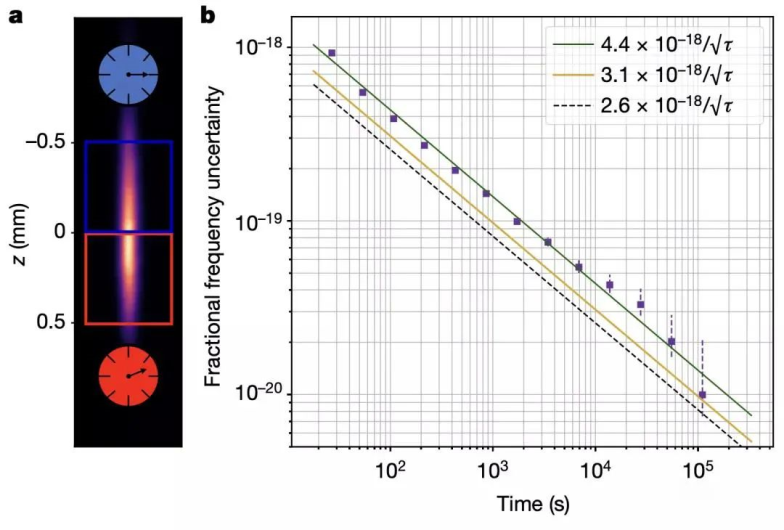 a
z (mm)
−0.5
0
0.5
b
Fractional frequency uncertainty
10⁻¹⁸
10⁻¹⁹
10⁻²⁰
4.4 × 10⁻¹⁸/√τ
3.1 × 10⁻¹⁸/√τ
2.6 × 10⁻¹⁸/√τ
10² 10³ 10⁴ 10⁵
Time (s)